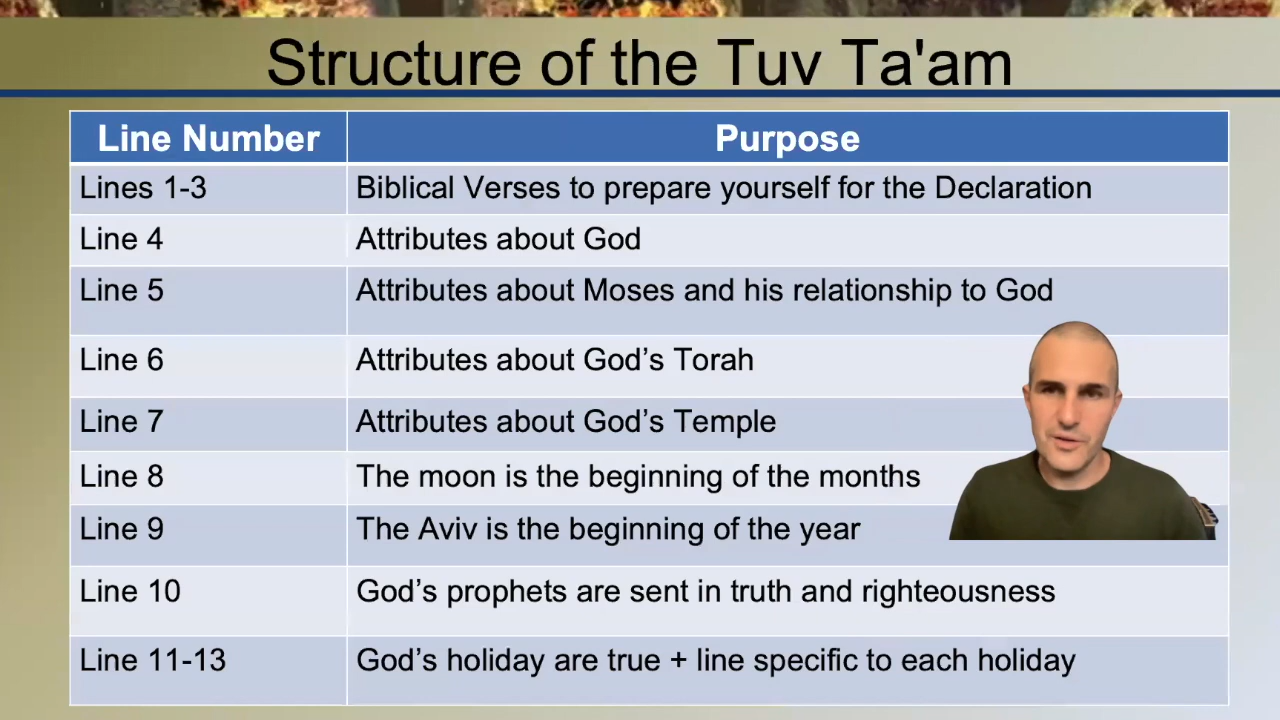 Structure of the Tuv Ta'am
Line Number Purpose
Lines 1-3 Biblical Verses to prepare yourself for the Declaration
Line 4 Attributes about God
Line 5 Attributes about Moses and his relationship to God
Line 6 Attributes about God’s Torah
Line 7 Attributes about God’s Temple
Line 8 The moon is the beginning of the months
Line 9 The Aviv is the beginning of the year
Line 10 God’s prophets are sent in truth and righteousness
Line 11-13 God’s holiday are true + line specific to each holiday